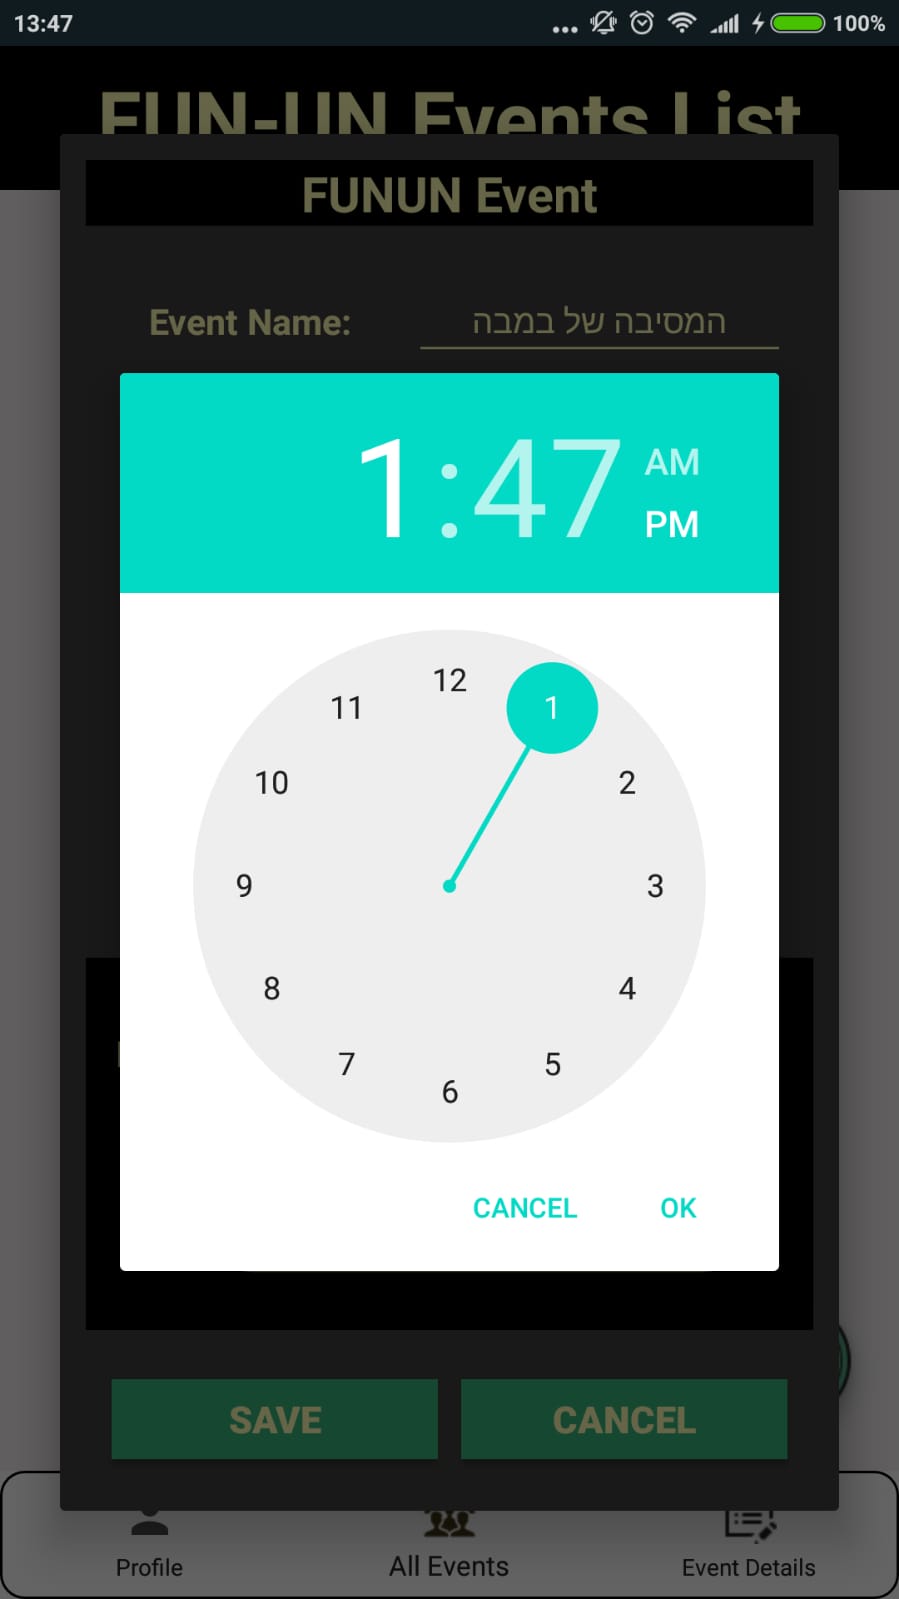 13:47
100%
FUN-UN Events List
FUNUN Event
Event Name: המסיבה של במבה
1:47
AM
PM
12
11
1
10
2
9
3
8
4
7
5
6
CANCEL OK
SAVE CANCEL
Profile All Events Event Details